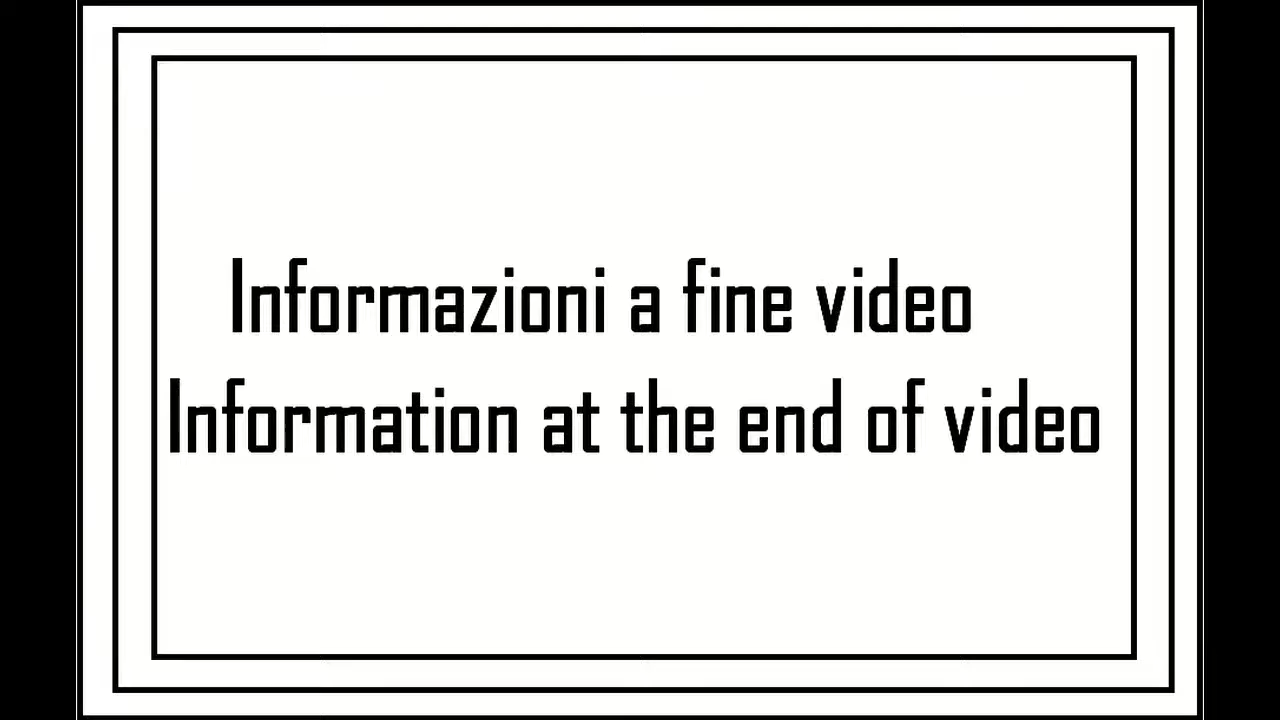 Informazioni a fine video
Information at the end of video